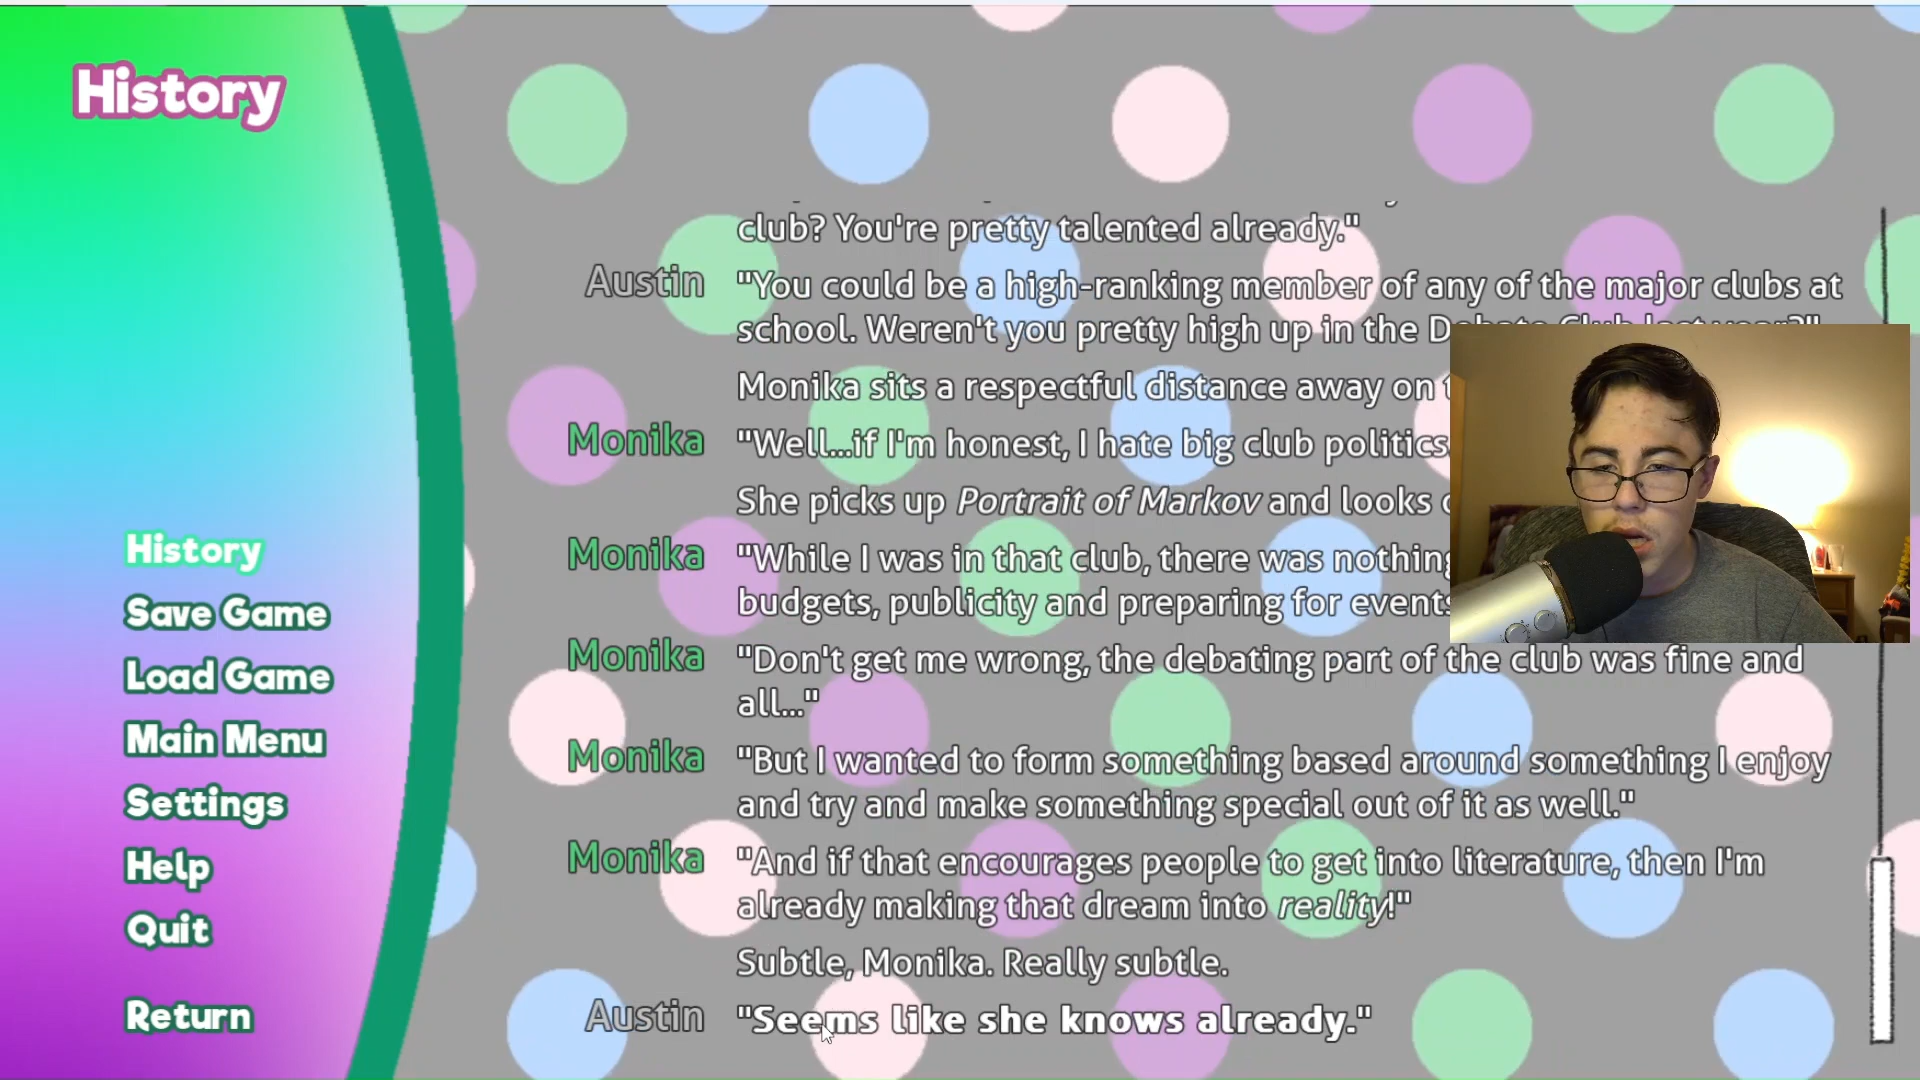 History
club? You're pretty talented already."
Austin "You could be a high-ranking member of any of the major clubs at
school. Weren't you pretty high up in the Debate Club last year?"
Monika sits a respectful distance away on
Monika "Well...if I'm honest, I hate big club politics.
She picks up Portrait of Markov and looks
Monika "While I was in that club, there was nothing
budgets, publicity and preparing for events
Monika "Don't get me wrong, the debating part of the club was fine and
all..."
Monika "But I wanted to form something based around something I enjoy
and try and make something special out of it as well."
Monika "And if that encourages people to get into literature, then I'm
already making that dream into reality!"
Subtle, Monika. Really subtle.
Austin "Seems like she knows already."
History
Save Game
Load Game
Main Menu
Settings
Help
Quit
Return